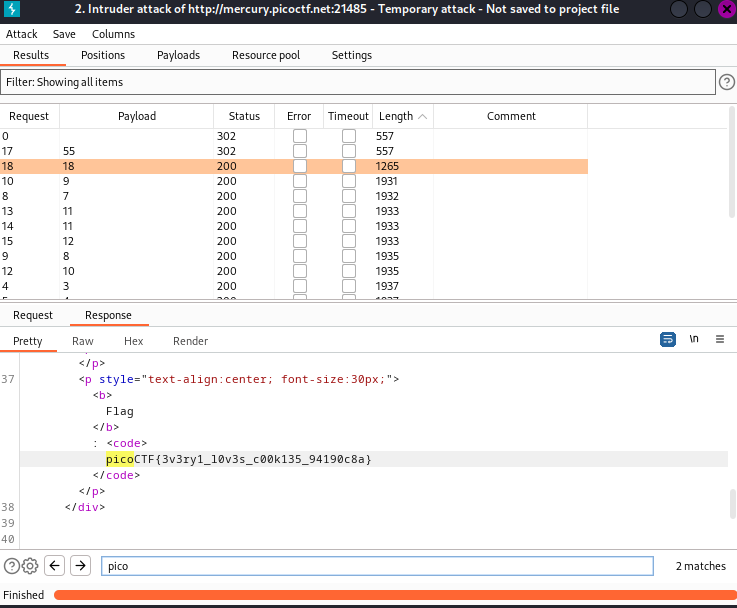 2. Intruder attack of http://mercury.picoctf.net:21485 - Temporary attack - Not saved to project file
Attack Save Columns
Results Positions Payloads Resource pool Settings
Filter: Showing all items
Request Payload Status Error Timeout Length Comment
0 302 557
17 55 302 557
18 18 200 1265
10 9 200 1931
8 7 200 1932
13 11 200 1933
14 11 200 1933
15 12 200 1933
9 8 200 1935
12 10 200 1935
4 3 200 1937
Request Response
Pretty Raw Hex Render
\n
</p>
37 <p style="text-align:center; font-size:30px;">
<b>
Flag
</b>
: <code>
picoCTF{3v3ry1_l0v3s_c00k135_94190c8a}
</code>
</p>
38 </div>
39
40
pico
2 matches
Finished